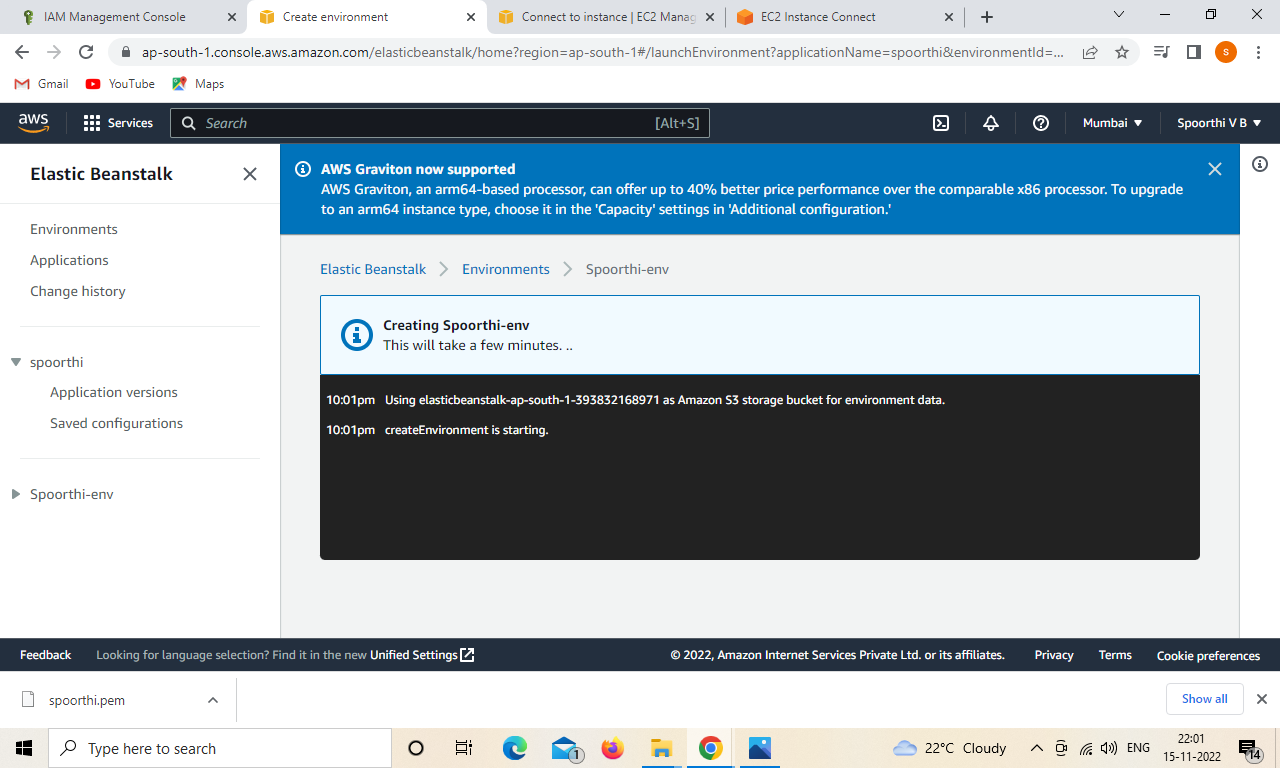 IAM Management Console
Create environment
Connect to instance | EC2 Manag
EC2 Instance Connect
ap-south-1.console.aws.amazon.com/elasticbeanstalk/home?region=ap-south-1#/launchEnvironment?applicationName=spoorthi&environmentId=...
S
Gmail
YouTube
Maps
aws
Services
Search
[Alt+S]
Mumbai
Spoorthi V B
Elastic Beanstalk
AWS Graviton now supported
AWS Graviton, an arm64-based processor, can offer up to 40% better price performance over the comparable x86 processor. To upgrade
to an arm64 instance type, choose it in the 'Capacity' settings in 'Additional configuration.'
Environments
Applications
Change history
spoorthi
Application versions
Saved configurations
Spoorthi-env
Elastic Beanstalk
Environments
Spoorthi-env
Creating Spoorthi-env
This will take a few minutes. ..
10:01pm Using elasticbeanstalk-ap-south-1-393832168971 as Amazon S3 storage bucket for environment data.
10:01pm createEnvironment is starting.
Feedback
Looking for language selection? Find it in the new Unified Settings
© 2022, Amazon Internet Services Private Ltd. or its affiliates.
Privacy
Terms
Cookie preferences
spoorthi.pem
Show all
Type here to search
1
22°C Cloudy
ENG
22:01
15-11-2022
14